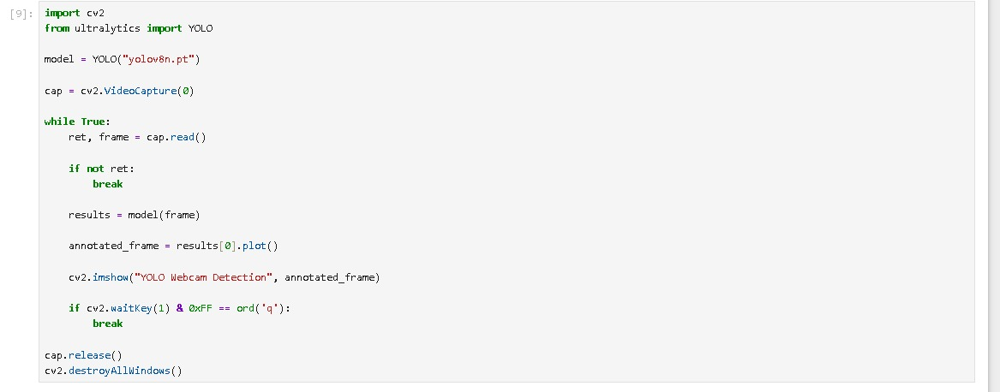 [9]:
import cv2
from ultralytics import YOLO
model = YOLO("yolov8n.pt")
cap = cv2.VideoCapture(0)
while True:
    ret, frame = cap.read()
    if not ret:
        break
    results = model(frame)
    annotated_frame = results[0].plot()
    cv2.imshow("YOLO Webcam Detection", annotated_frame)
    if cv2.waitKey(1) & 0xFF == ord('q'):
        break
cap.release()
cv2.destroyAllWindows()